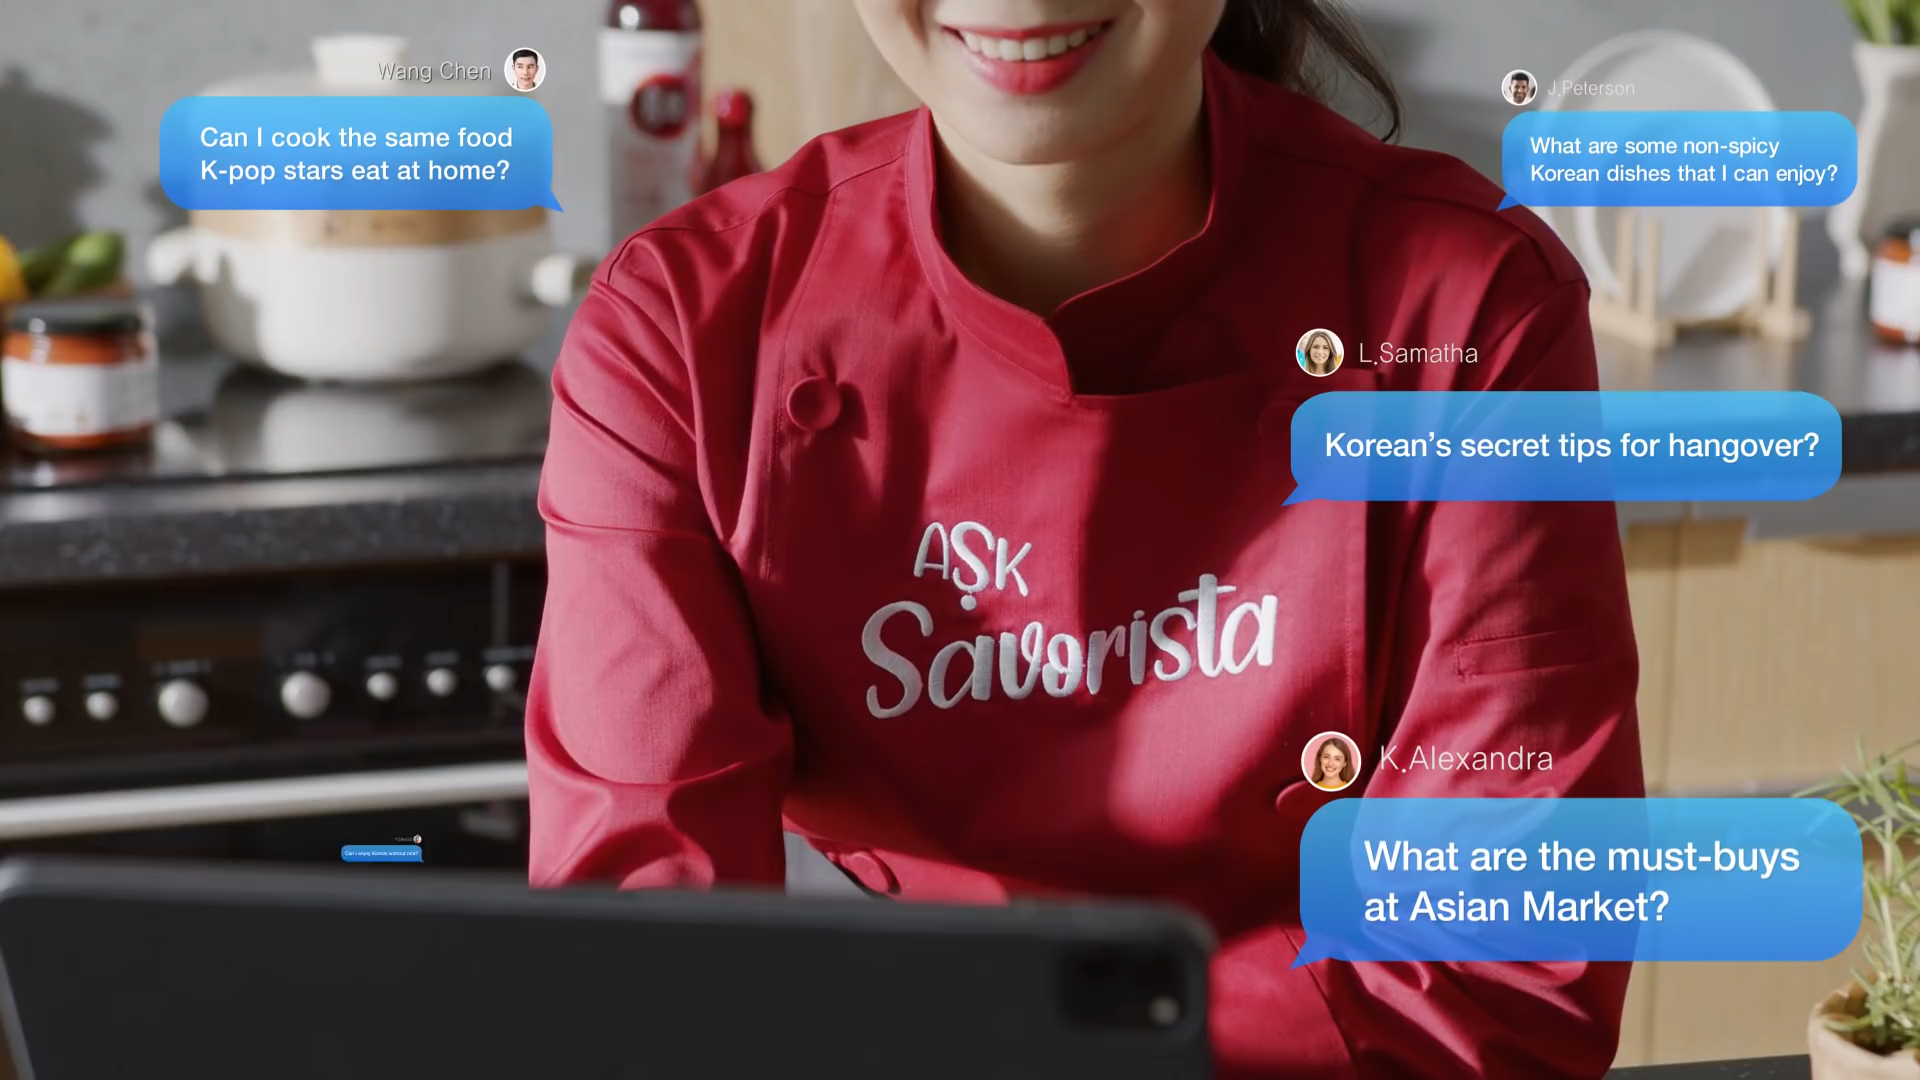 Wang Chen
Can I cook the same food
K-pop stars eat at home?
J.Peterson
What are some non-spicy
Korean dishes that I can enjoy?
L.Samatha
Korean's secret tips for hangover?
ASK
Savorista
K.Alexandra
What are the must-buys
at Asian Market?